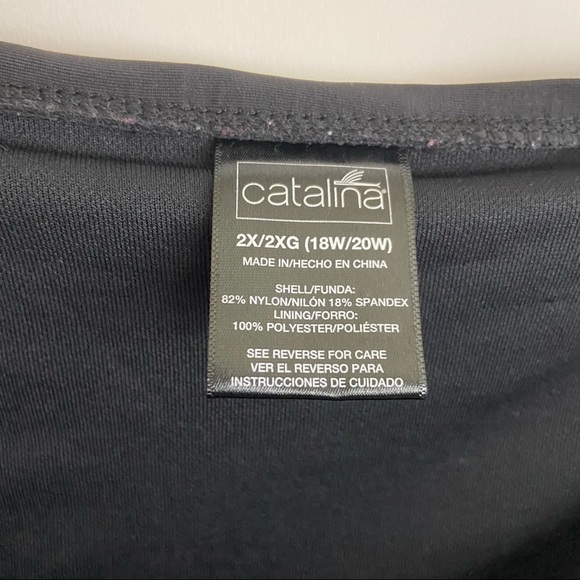 catalina
2X/2XG (18W/20W)
MADE IN/HECHO EN CHINA
SHELL/FUNDA:
82% NYLON/NILÓN 18% SPANDEX
LINING/FORRO:
100% POLYESTER/POLIÉSTER
SEE REVERSE FOR CARE
VER EL REVERSO PARA
INSTRUCCIONES DE CUIDADO